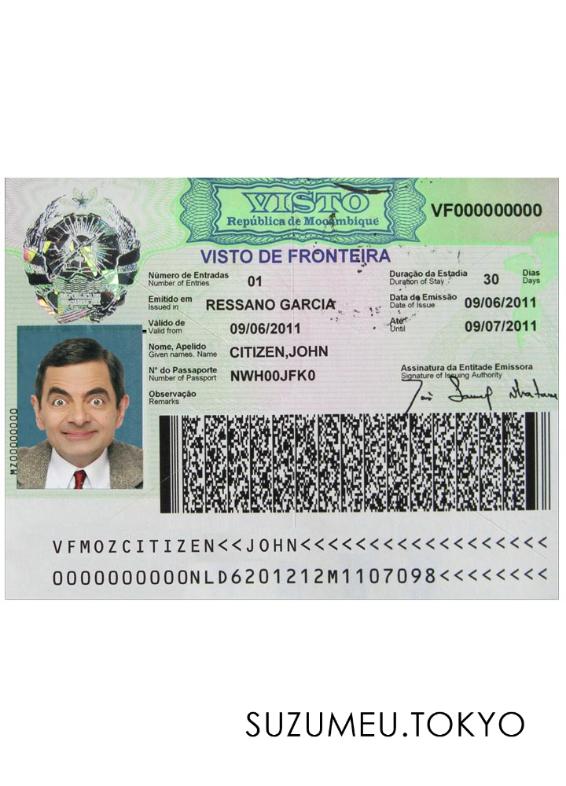 VISTO
República de Moçambique
VF000000000
VISTO DE FRONTEIRA
Número de Entradas
Number of Entries
01
Duração da Estadia
Duration of Stay
30
Dias
Days
Emitido em
Issued in
RESSANO GARCIA
Data de Emissão
Date of Issue
09/06/2011
Válido de
Valid from
09/06/2011
Até
Until
09/07/2011
Nome, Apelido
Given names. Name
CITIZEN,JOHN
N° do Passaporte
Number of Passport
NWH00JFK0
Assinatura da Entidade Emissora
Signature of Issuing Authority
Observação
Remarks
MZ00000000
VFMOZCITIZEN<<JOHN<<<<<<<<<<<<<<<<<<
0000000000NLD6201212M1107098<<<<<<<<
SUZUMEU.TOKYO